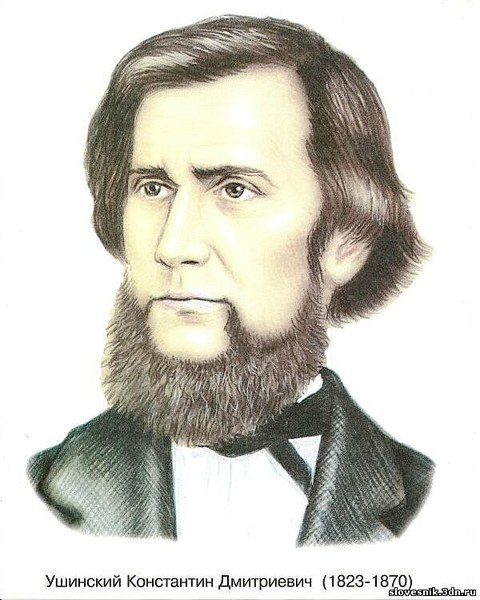 Ушинский Константин Дмитриевич (1823-1870)
slovesnik.3dn.ru